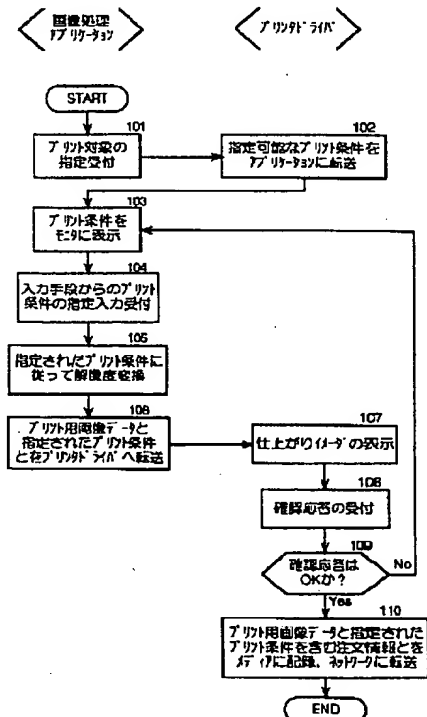 画像処理
アプリケーション
プリンタドライバ
START
101
プリント対象の
指定受付
102
指定可能なプリント条件を
アプリケーションに転送
103
プリント条件を
モニタに表示
104
入力手段からのプリント
条件の指定入力受付
105
指定されたプリント条件に
従って解像度変換
106
プリント用画像データと
指定されたプリント条件
とをプリンタドライバへ転送
107
仕上がりイメージの表示
108
確認応答の受付
109
確認応答は
OKか?
No
Yes
110
プリント用画像データと指定された
プリント条件を含む注文情報とを
メディアに記録、ネットワークに転送
END